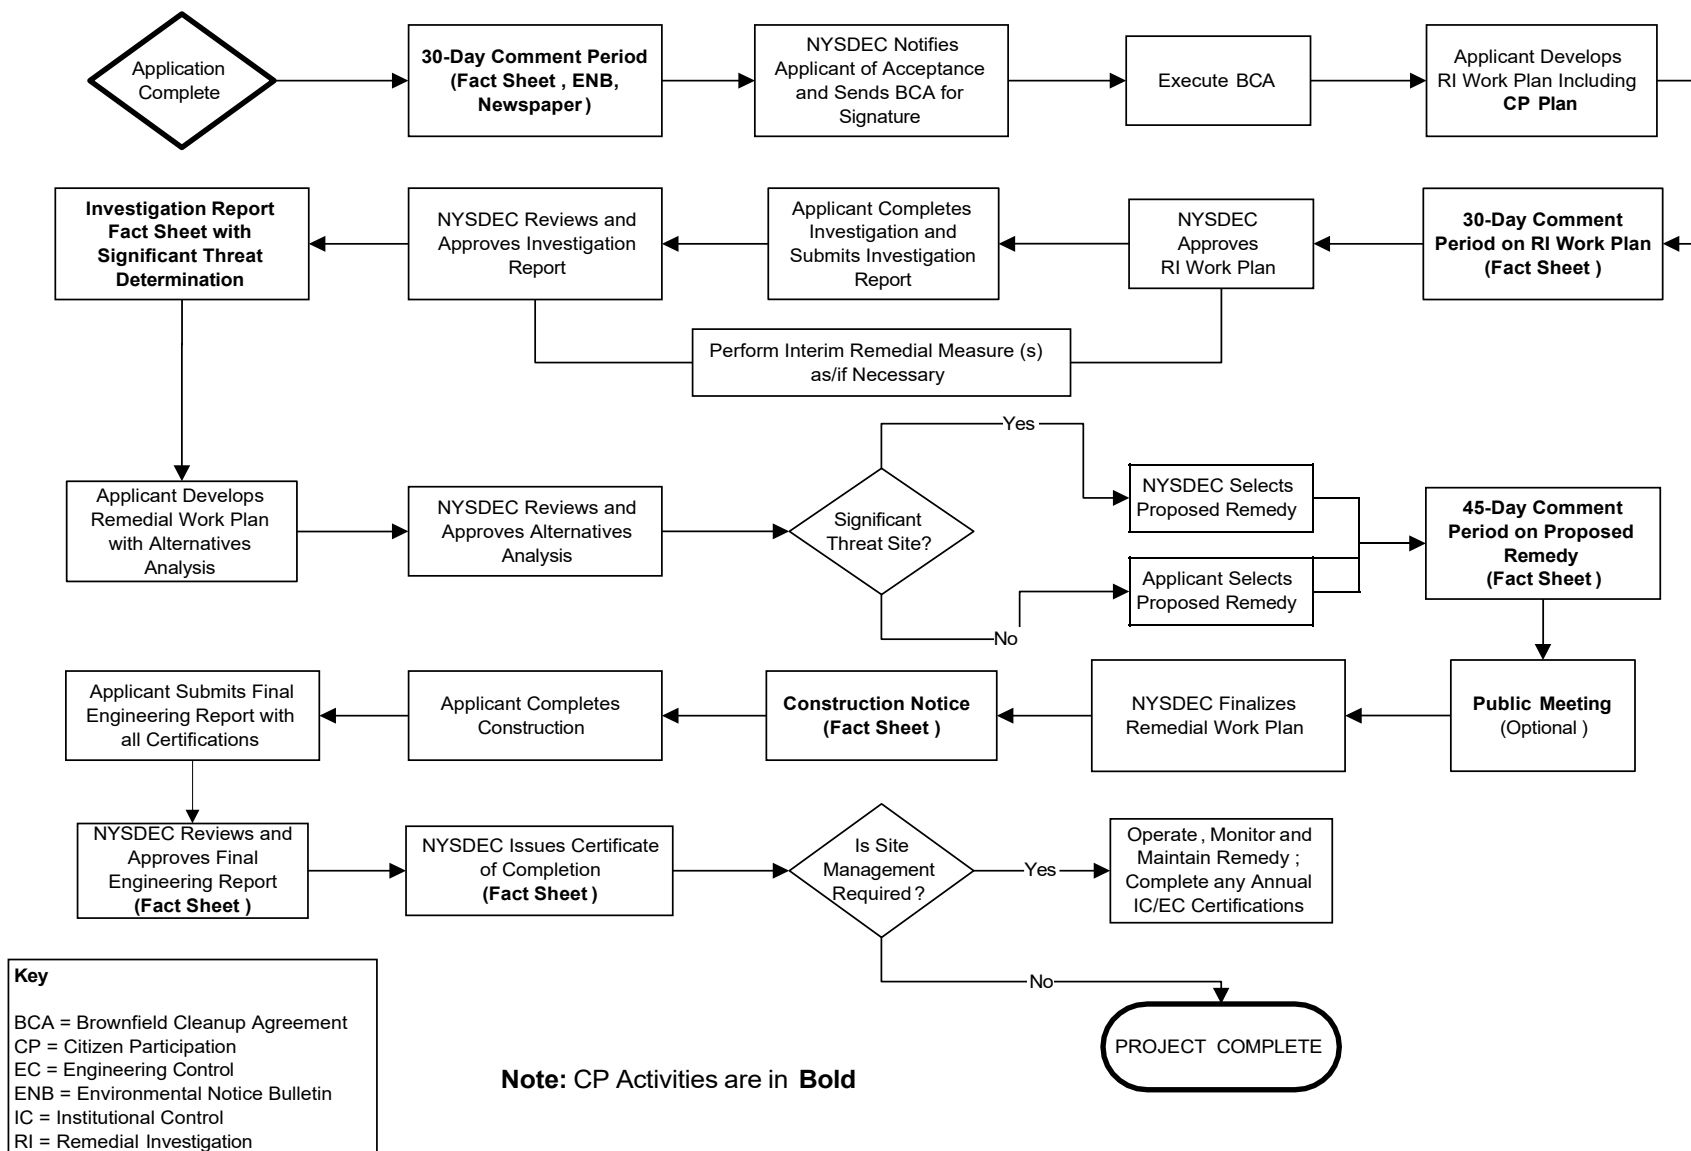 Application
Complete
30-Day Comment Period
(Fact Sheet , ENB,
Newspaper )
NYSDEC Notifies
Applicant of Acceptance
and Sends BCA for
Signature
Execute BCA
Applicant Develops
RI Work Plan Including
CP Plan
Investigation Report
Fact Sheet with
Significant Threat
Determination
NYSDEC Reviews and
Approves Investigation
Report
Applicant Completes
Investigation and
Submits Investigation
Report
NYSDEC
Approves
RI Work Plan
30-Day Comment
Period on RI Work Plan
(Fact Sheet )
Perform Interim Remedial Measure (s)
as/if Necessary
Applicant Develops
Remedial Work Plan
with Alternatives
Analysis
NYSDEC Reviews and
Approves Alternatives
Analysis
Significant
Threat Site?
Yes
No
NYSDEC Selects
Proposed Remedy
Applicant Selects
Proposed Remedy
45-Day Comment
Period on Proposed
Remedy
(Fact Sheet )
Applicant Submits Final
Engineering Report with
all Certifications
Applicant Completes
Construction
Construction Notice
(Fact Sheet )
NYSDEC Finalizes
Remedial Work Plan
Public Meeting
(Optional )
NYSDEC Reviews and
Approves Final
Engineering Report
(Fact Sheet )
NYSDEC Issues Certificate
of Completion
(Fact Sheet )
Is Site
Management
Required ?
Yes
Operate , Monitor and
Maintain Remedy ;
Complete any Annual
IC/EC Certifications
No
PROJECT COMPLETE
Key
BCA = Brownfield Cleanup Agreement
CP = Citizen Participation
EC = Engineering Control
ENB = Environmental Notice Bulletin
IC = Institutional Control
RI = Remedial Investigation
Note: CP Activities are in Bold